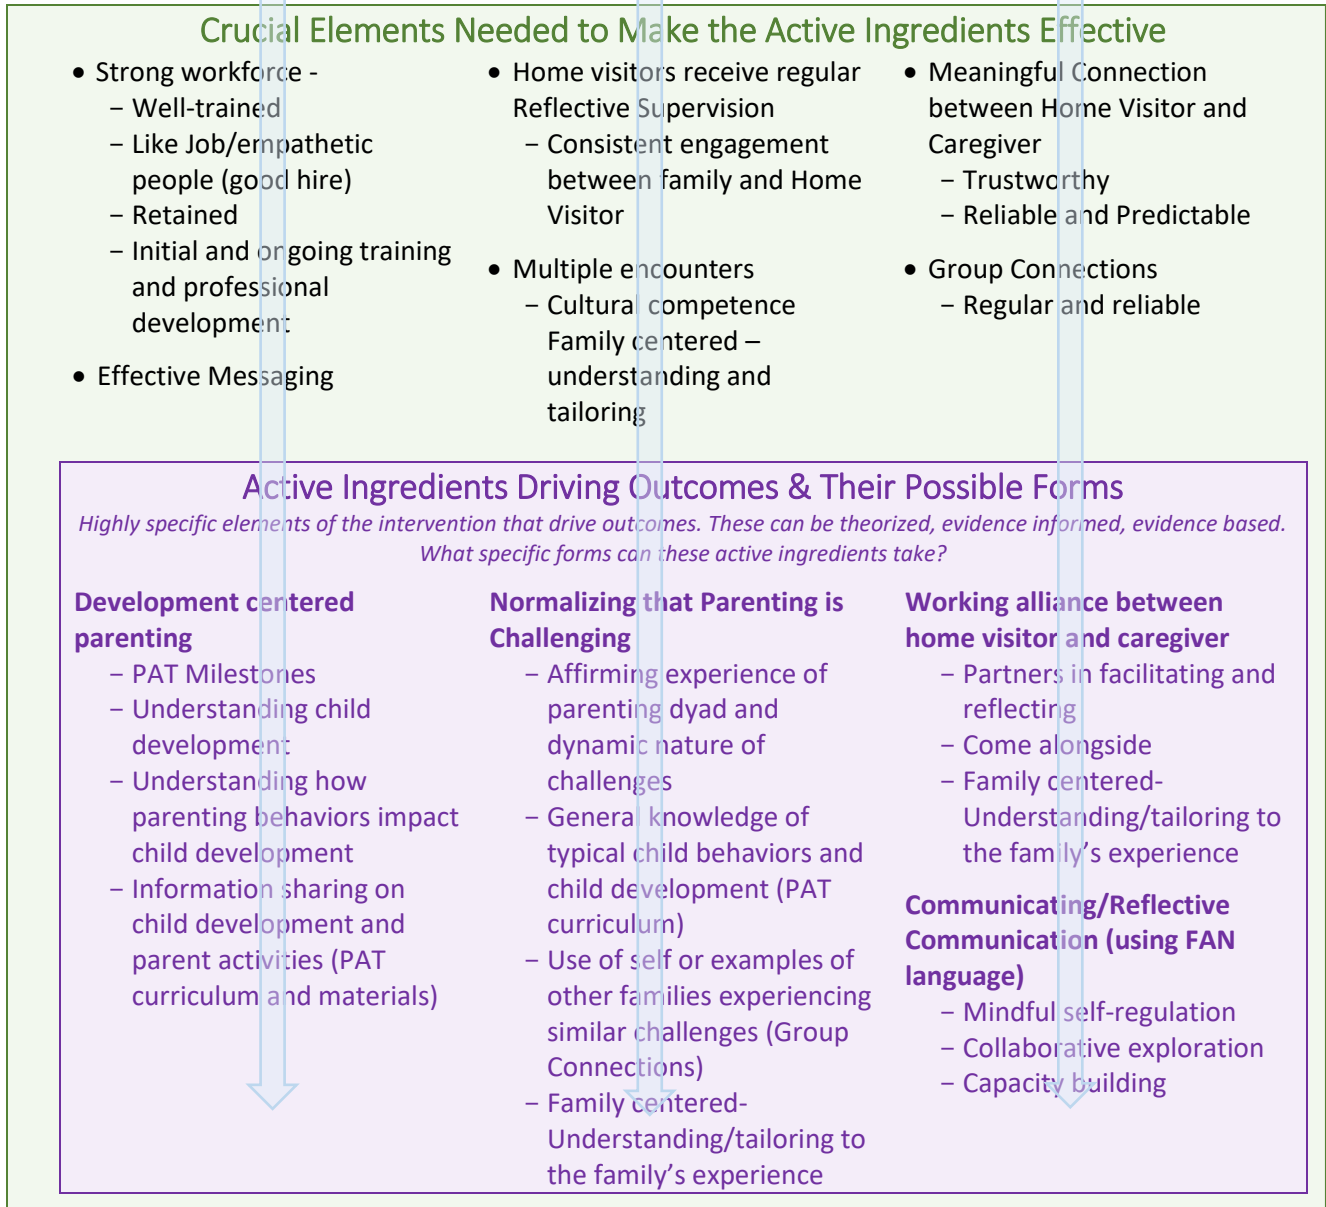 Crucial Elements Needed to Make the Active Ingredients Effective
• Strong workforce -
− Well-trained
− Like Job/empathetic
people (good hire)
− Retained
− Initial and ongoing training
and professional
development
• Effective Messaging
• Home visitors receive regular
Reflective Supervision
− Consistent engagement
between family and Home
Visitor
• Multiple encounters
− Cultural competence
Family centered –
understanding and
tailoring
• Meaningful Connection
between Home Visitor and
Caregiver
− Trustworthy
− Reliable and Predictable
• Group Connections
− Regular and reliable
Active Ingredients Driving Outcomes & Their Possible Forms
Highly specific elements of the intervention that drive outcomes. These can be theorized, evidence informed, evidence based.
What specific forms can these active ingredients take?
Development centered
parenting
− PAT Milestones
− Understanding child
development
− Understanding how
parenting behaviors impact
child development
− Information sharing on
child development and
parent activities (PAT
curriculum and materials)
Normalizing that Parenting is
Challenging
− Affirming experience of
parenting dyad and
dynamic nature of
challenges
− General knowledge of
typical child behaviors and
child development (PAT
curriculum)
− Use of self or examples of
other families experiencing
similar challenges (Group
Connections)
− Family centered-
Understanding/tailoring to
the family’s experience
Working alliance between
home visitor and caregiver
− Partners in facilitating and
reflecting
− Come alongside
− Family centered-
Understanding/tailoring to
the family’s experience
Communicating/Reflective
Communication (using FAN
language)
− Mindful self-regulation
− Collaborative exploration
− Capacity building